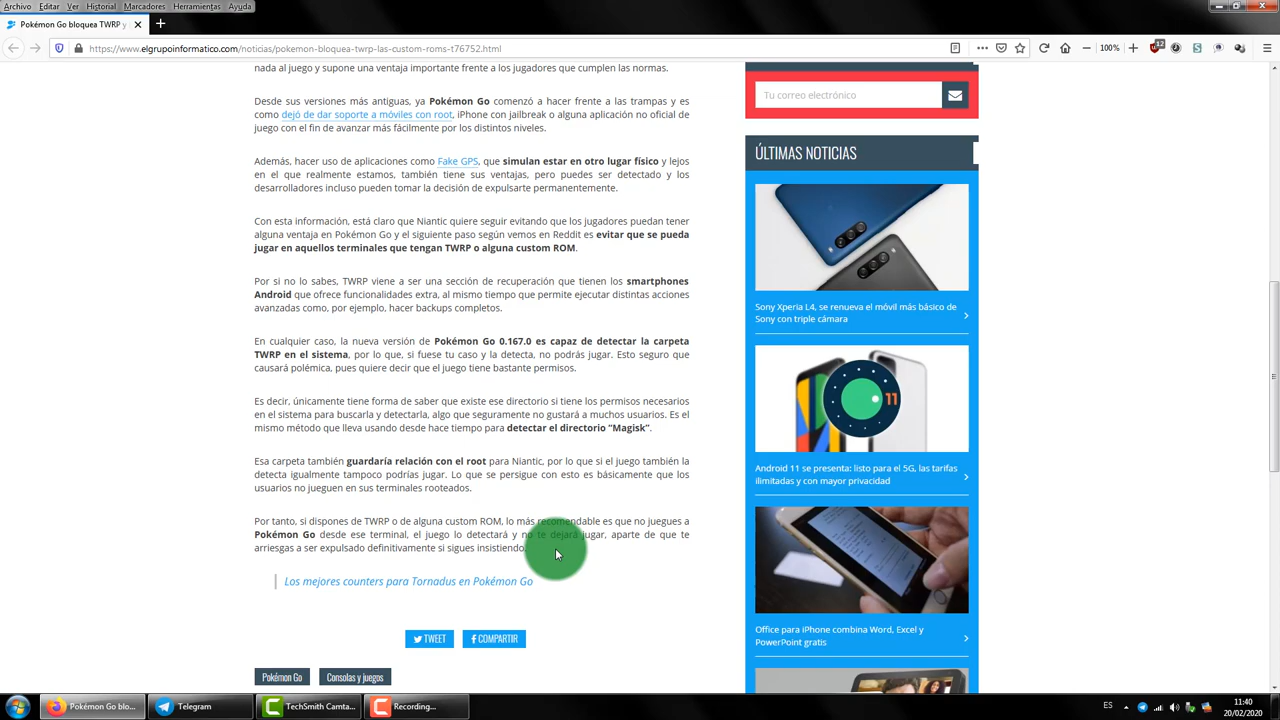 Archivo Editar Ver Historial Marcadores Herramientas Ayuda
Pokémon Go bloquea TWRP y
https://www.elgrupoinformatico.com/noticias/pokemon-bloquea-twrp-las-custom-roms-t76752.html
100%
nada al juego y supone una ventaja importante frente a los jugadores que cumplen las normas.
Desde sus versiones más antiguas, ya Pokémon Go comenzó a hacer frente a las trampas y es
como dejó de dar soporte a móviles con root, iPhone con jailbreak o alguna aplicación no oficial de
juego con el fin de avanzar más fácilmente por los distintos niveles.
Además, hacer uso de aplicaciones como Fake GPS, que simulan estar en otro lugar físico y lejos
en el que realmente estamos, también tiene sus ventajas, pero puedes ser detectado y los
desarrolladores incluso pueden tomar la decisión de expulsarte permanentemente.
Con esta información, está claro que Niantic quiere seguir evitando que los jugadores puedan tener
alguna ventaja en Pokémon Go y el siguiente paso según vemos en Reddit es evitar que se pueda
jugar en aquellos terminales que tengan TWRP o alguna custom ROM.
Por si no lo sabes, TWRP viene a ser una sección de recuperación que tienen los smartphones
Android que ofrece funcionalidades extra, al mismo tiempo que permite ejecutar distintas acciones
avanzadas como, por ejemplo, hacer backups completos.
En cualquier caso, la nueva versión de Pokémon Go 0.167.0 es capaz de detectar la carpeta
TWRP en el sistema, por lo que, si fuese tu caso y la detecta, no podrás jugar. Esto seguro que
causará polémica, pues quiere decir que el juego tiene bastante permisos.
Es decir, únicamente tiene forma de saber que existe ese directorio si tiene los permisos necesarios
en el sistema para buscarla y detectarla, algo que seguramente no gustará a muchos usuarios. Es el
mismo método que lleva usando desde hace tiempo para detectar el directorio “Magisk”.
Esa carpeta también guardaría relación con el root para Niantic, por lo que si el juego también la
detecta igualmente tampoco podrías jugar. Lo que se persigue con esto es básicamente que los
usuarios no jueguen en sus terminales rooteados.
Por tanto, si dispones de TWRP o de alguna custom ROM, lo más recomendable es que no juegues a
Pokémon Go desde ese terminal, el juego lo detectará y no te dejará jugar, aparte de que te
arriesgas a ser expulsado definitivamente si sigues insistiendo.
Los mejores counters para Tornadus en Pokémon Go
TWEET
COMPARTIR
Pokémon Go
Consolas y juegos
Tu correo electrónico
ÚLTIMAS NOTICIAS
Sony Xperia L4, se renueva el móvil más básico de
Sony con triple cámara
11
Android 11 se presenta: listo para el 5G, las tarifas
ilimitadas y con mayor privacidad
Office para iPhone combina Word, Excel y
PowerPoint gratis
Pokémon Go blo...
Telegram
TechSmith Camta...
Recording...
ES
11:40
20/02/2020